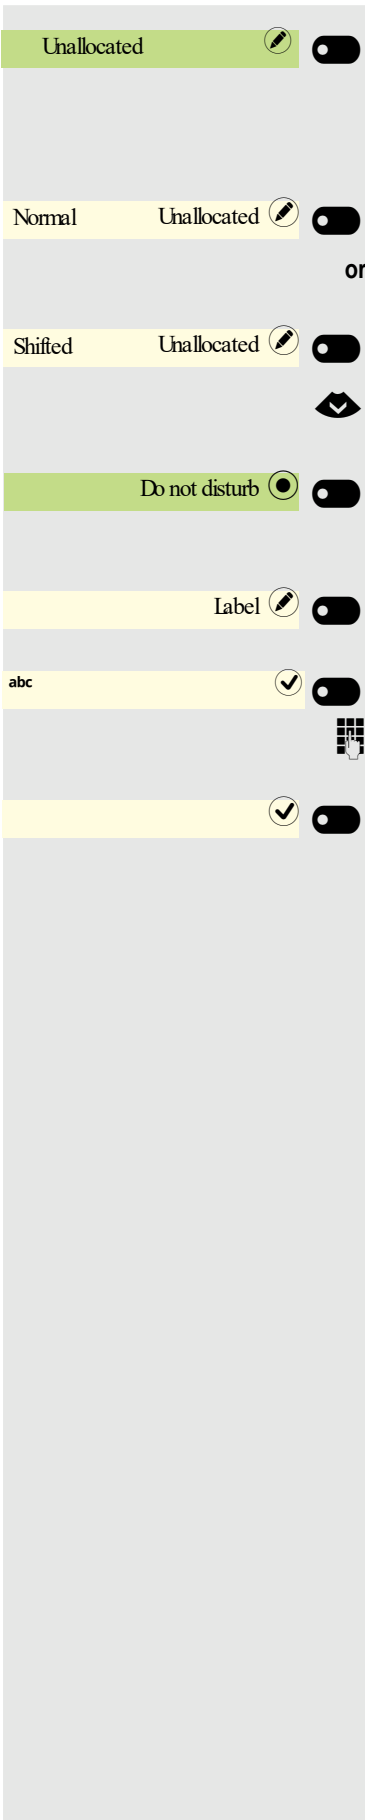 Unallocated
Normal Unallocated
or
Shifted Unallocated
Do not disturb
Label
abc